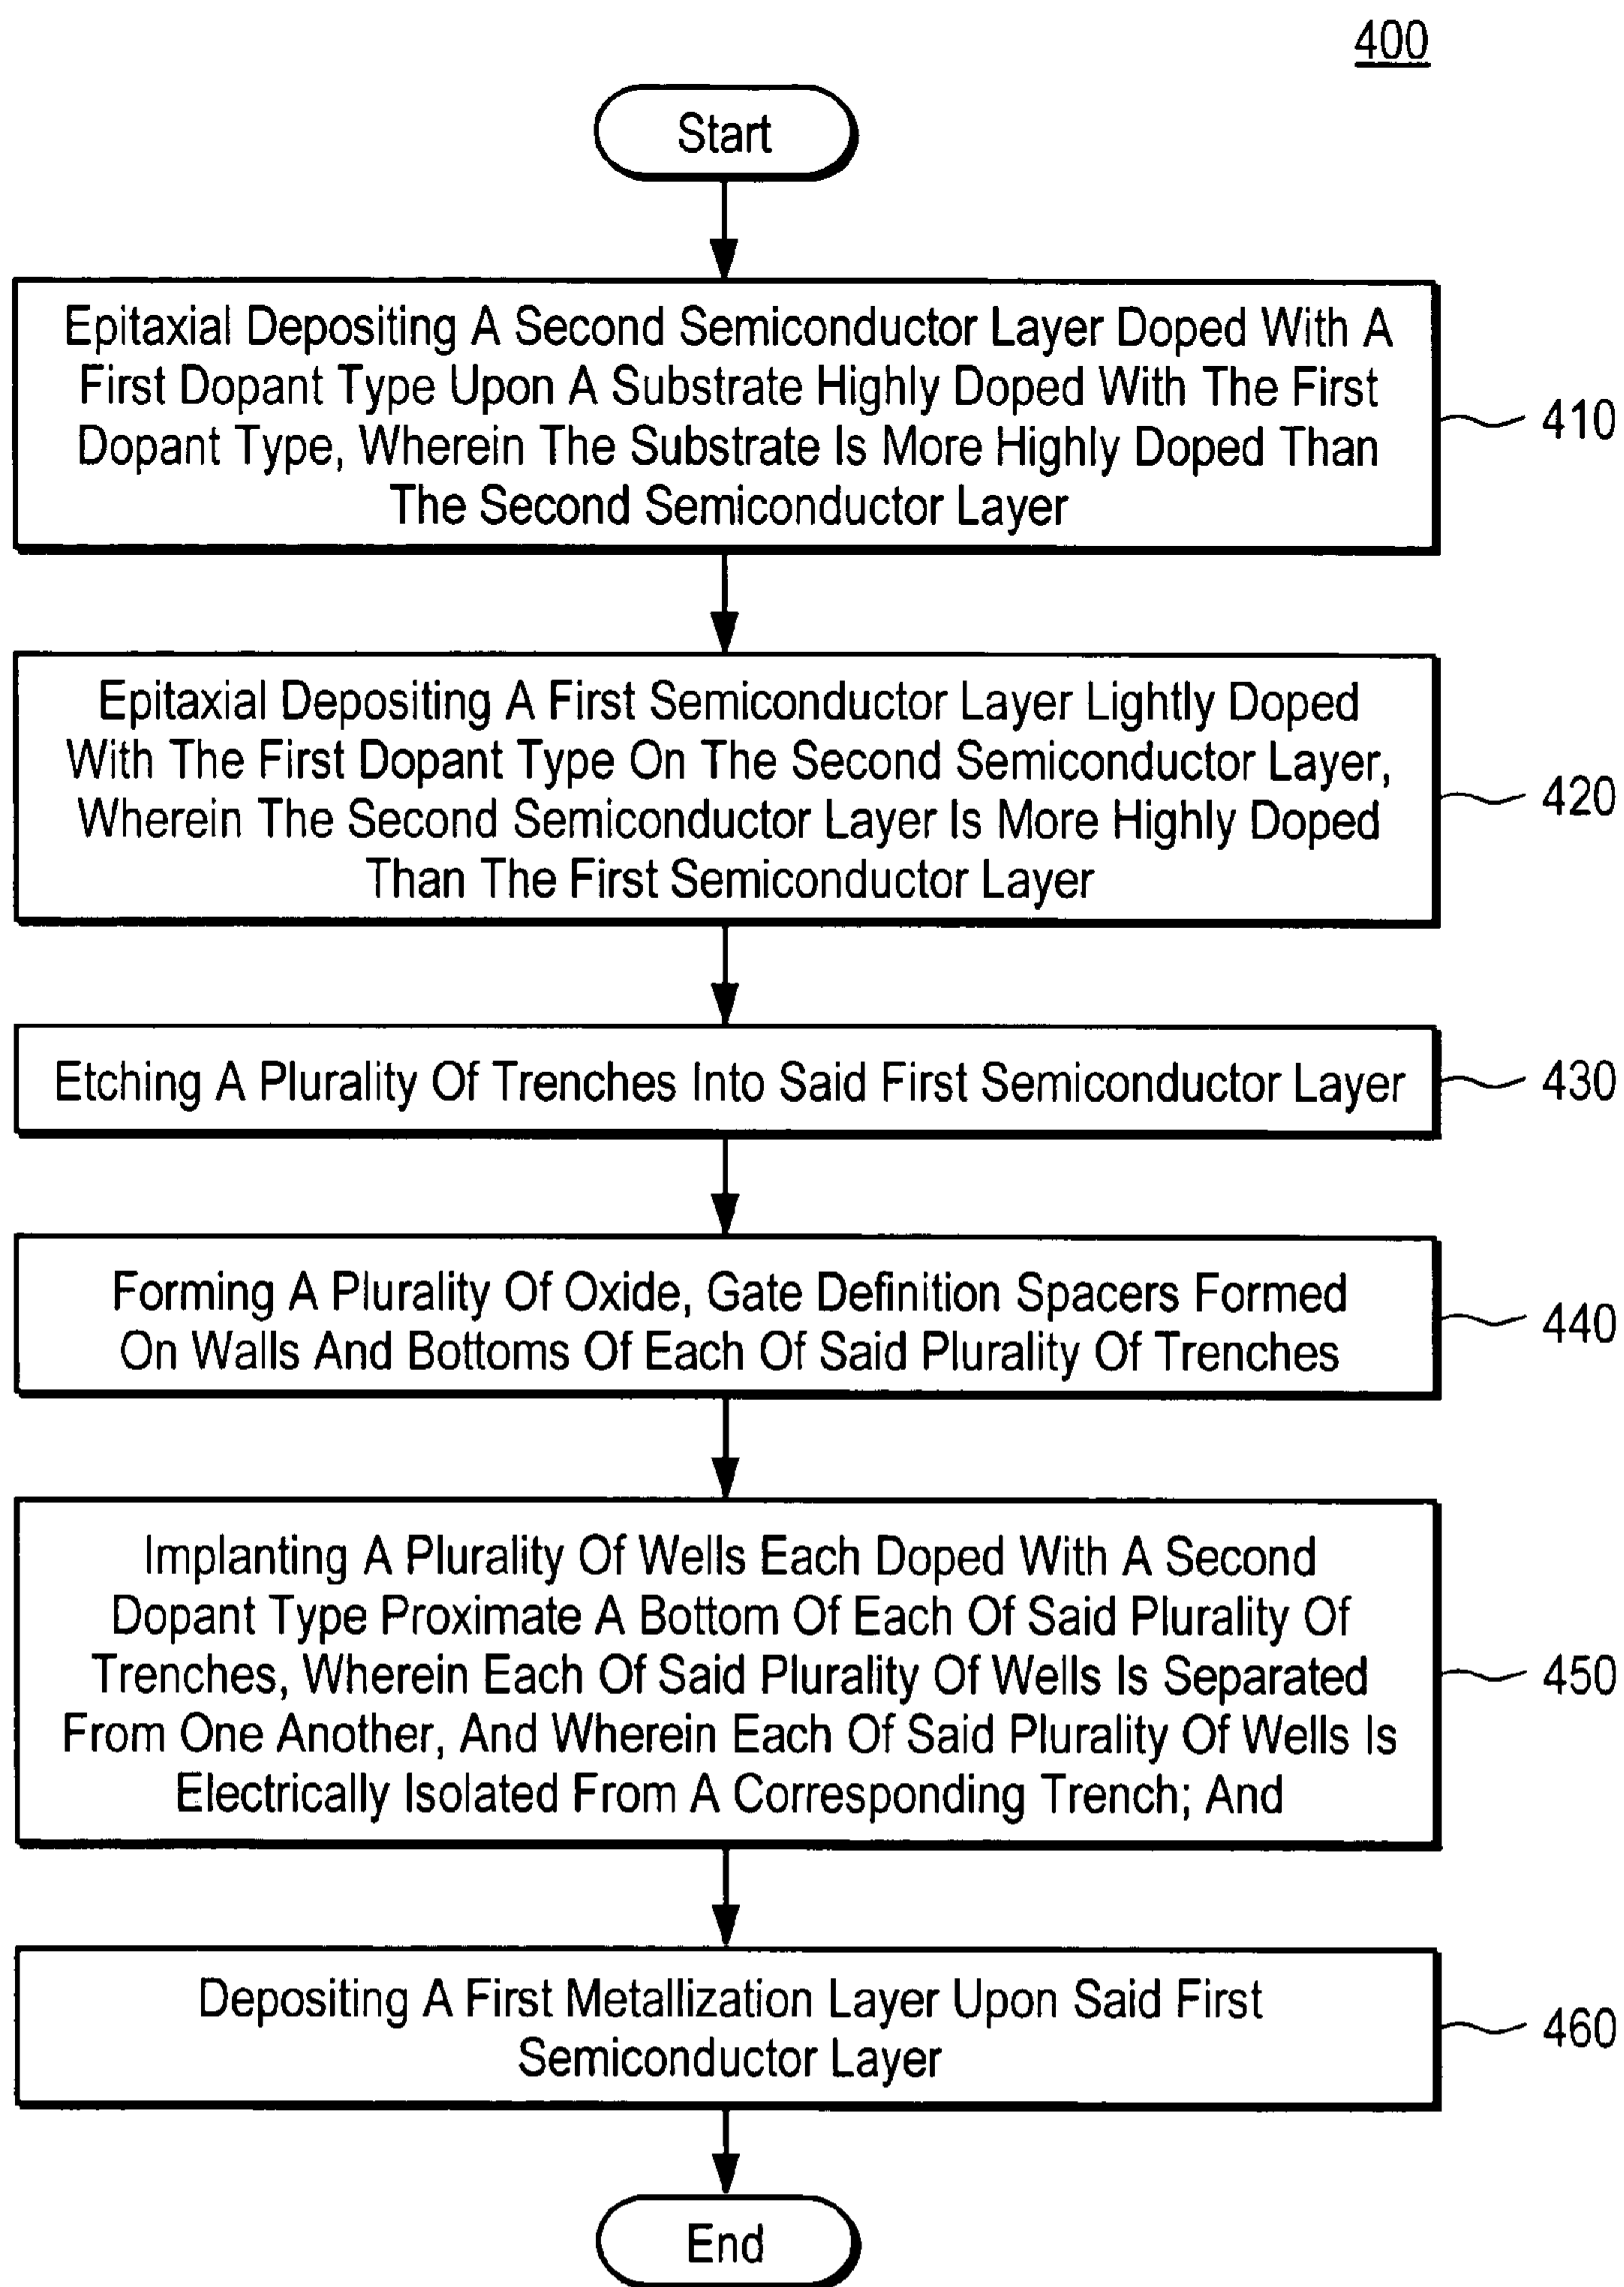 400
Start
Epitaxial Depositing A Second Semiconductor Layer Doped With A
First Dopant Type Upon A Substrate Highly Doped With The First
Dopant Type, Wherein The Substrate Is More Highly Doped Than
The Second Semiconductor Layer
410
Epitaxial Depositing A First Semiconductor Layer Lightly Doped
With The First Dopant Type On The Second Semiconductor Layer,
Wherein The Second Semiconductor Layer Is More Highly Doped
Than The First Semiconductor Layer
420
Etching A Plurality Of Trenches Into Said First Semiconductor Layer
430
Forming A Plurality Of Oxide, Gate Definition Spacers Formed
On Walls And Bottoms Of Each Of Said Plurality Of Trenches
440
Implanting A Plurality Of Wells Each Doped With A Second
Dopant Type Proximate A Bottom Of Each Of Said Plurality Of
Trenches, Wherein Each Of Said Plurality Of Wells Is Separated
From One Another, And Wherein Each Of Said Plurality Of Wells Is
Electrically Isolated From A Corresponding Trench; And
450
Depositing A First Metallization Layer Upon Said First
Semiconductor Layer
460
End